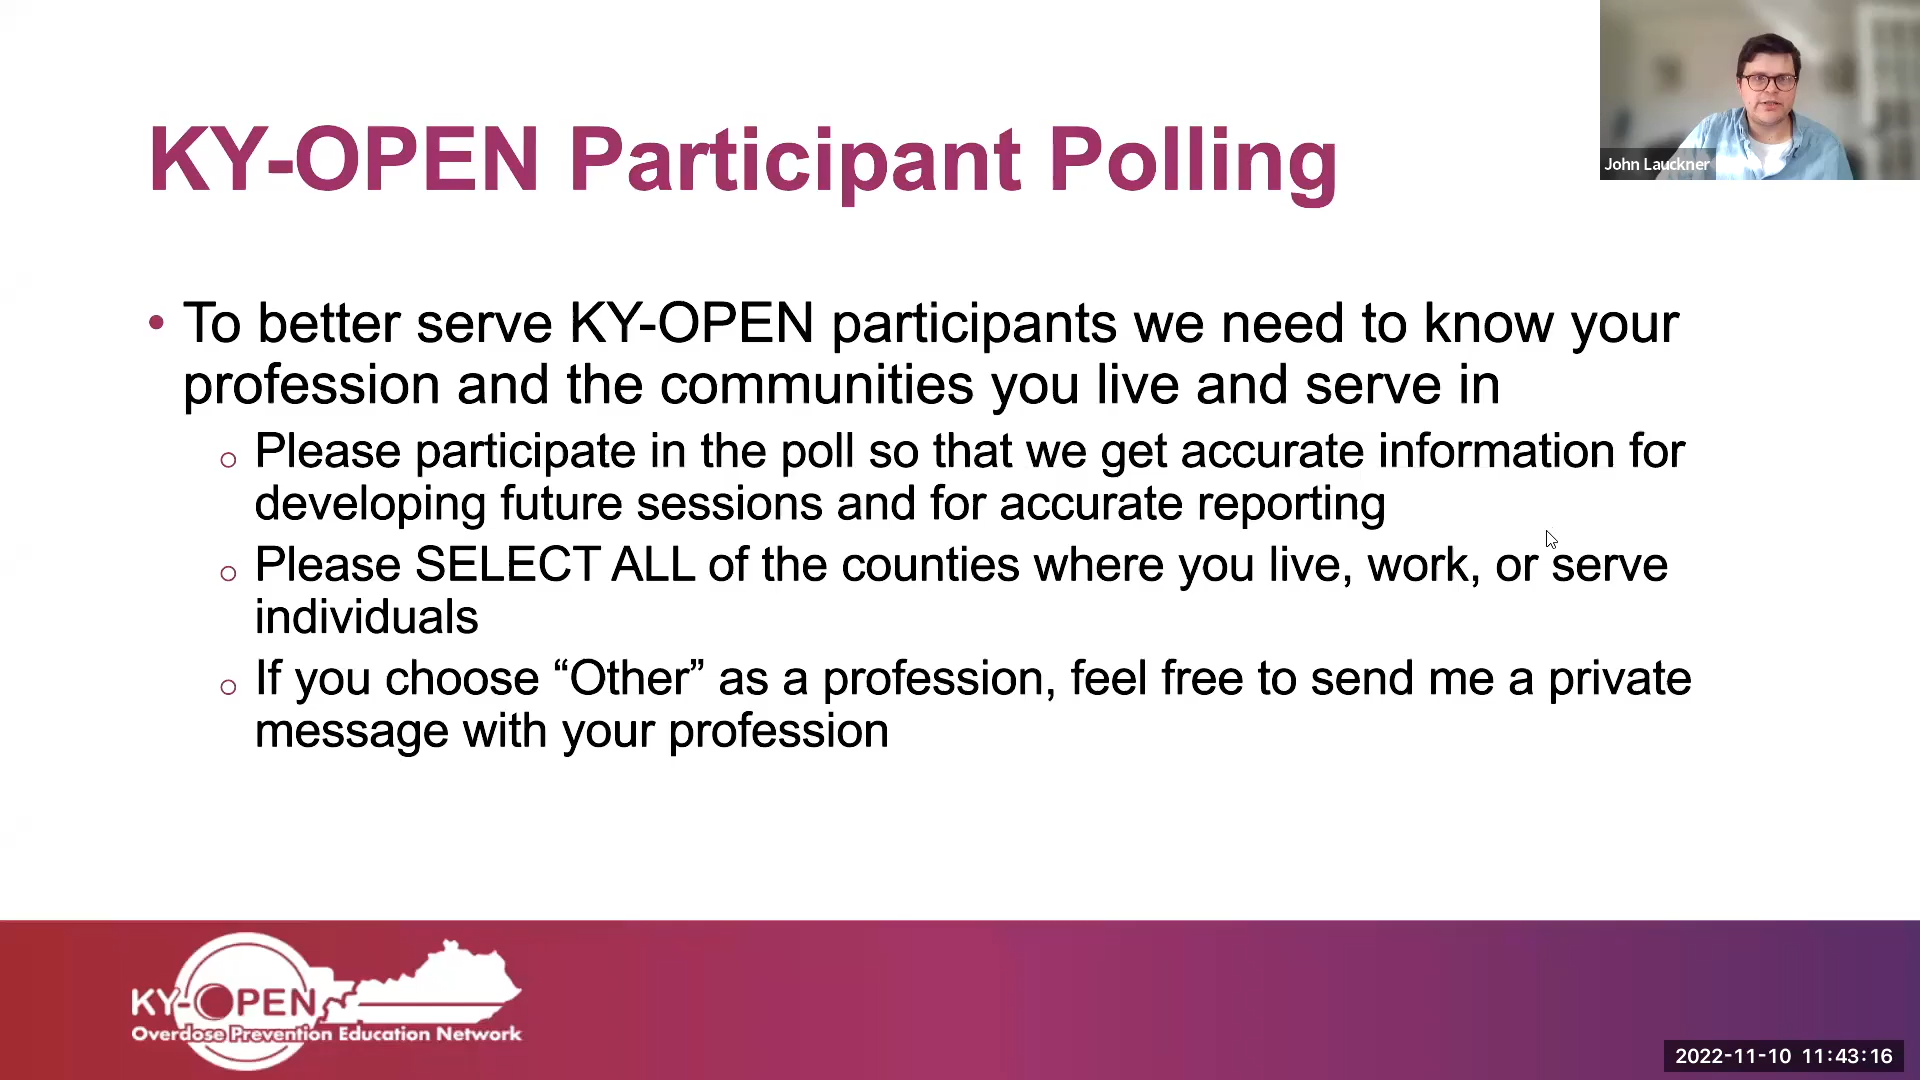 KY-OPEN Participant Polling
John Lauckner
• To better serve KY-OPEN participants we need to know your
profession and the communities you live and serve in
o Please participate in the poll so that we get accurate information for
developing future sessions and for accurate reporting
o Please SELECT ALL of the counties where you live, work, or serve
individuals
o If you choose “Other” as a profession, feel free to send me a private
message with your profession
KY-OPEN
Overdose Prevention Education Network
2022-11-10 11:43:16